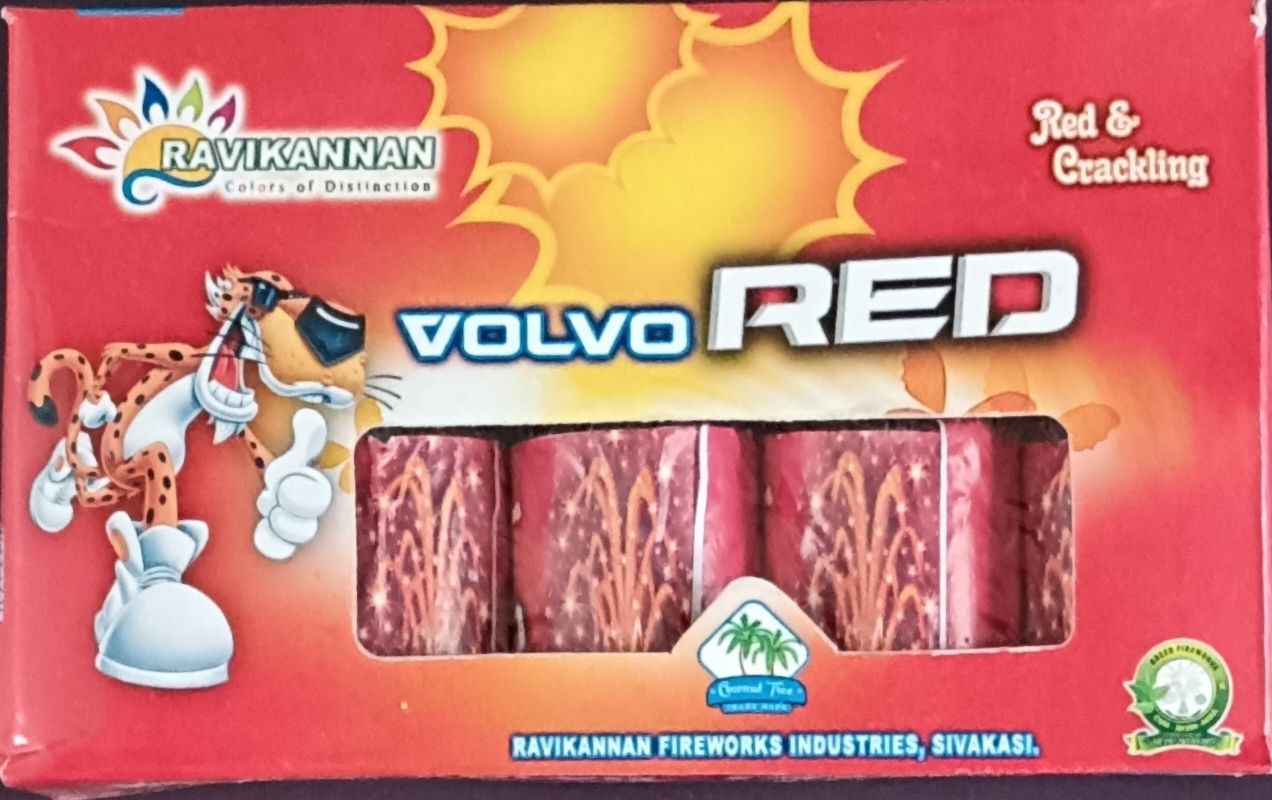 RAVIKANNAN
Colors of Distinction
Red &
Crackling
VOLVO RED
Coconut Tree
TRADE MARK
RAVIKANNAN FIREWORKS INDUSTRIES, SIVAKASI.
GREEN FIREWORKS